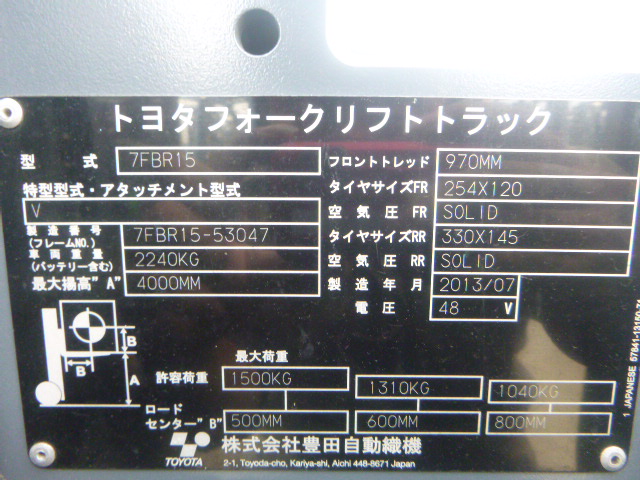 トヨタフォークリフトトラック
型 式 7FBR15
特型型式・アタッチメント型式
V
製造番号
(フレームNO.) 7FBR15-53047
車両重量
(バッテリー含む) 2240KG
最大揚高"A" 4000MM
フロントトレッド 970MM
タイヤサイズFR 254X120
空気圧 FR SOLID
タイヤサイズRR 330X145
空気圧 RR SOLID
製造年月 2013/07
電圧 48 V
B
B
A
最大荷重
許容荷重 1500KG 1310KG 1040KG
ロード
センター"B" 500MM 600MM 800MM
TOYOTA
株式会社豊田自動織機
2-1, Toyoda-cho, Kariya-shi, Aichi 448-8671 Japan
1 JAPANESE